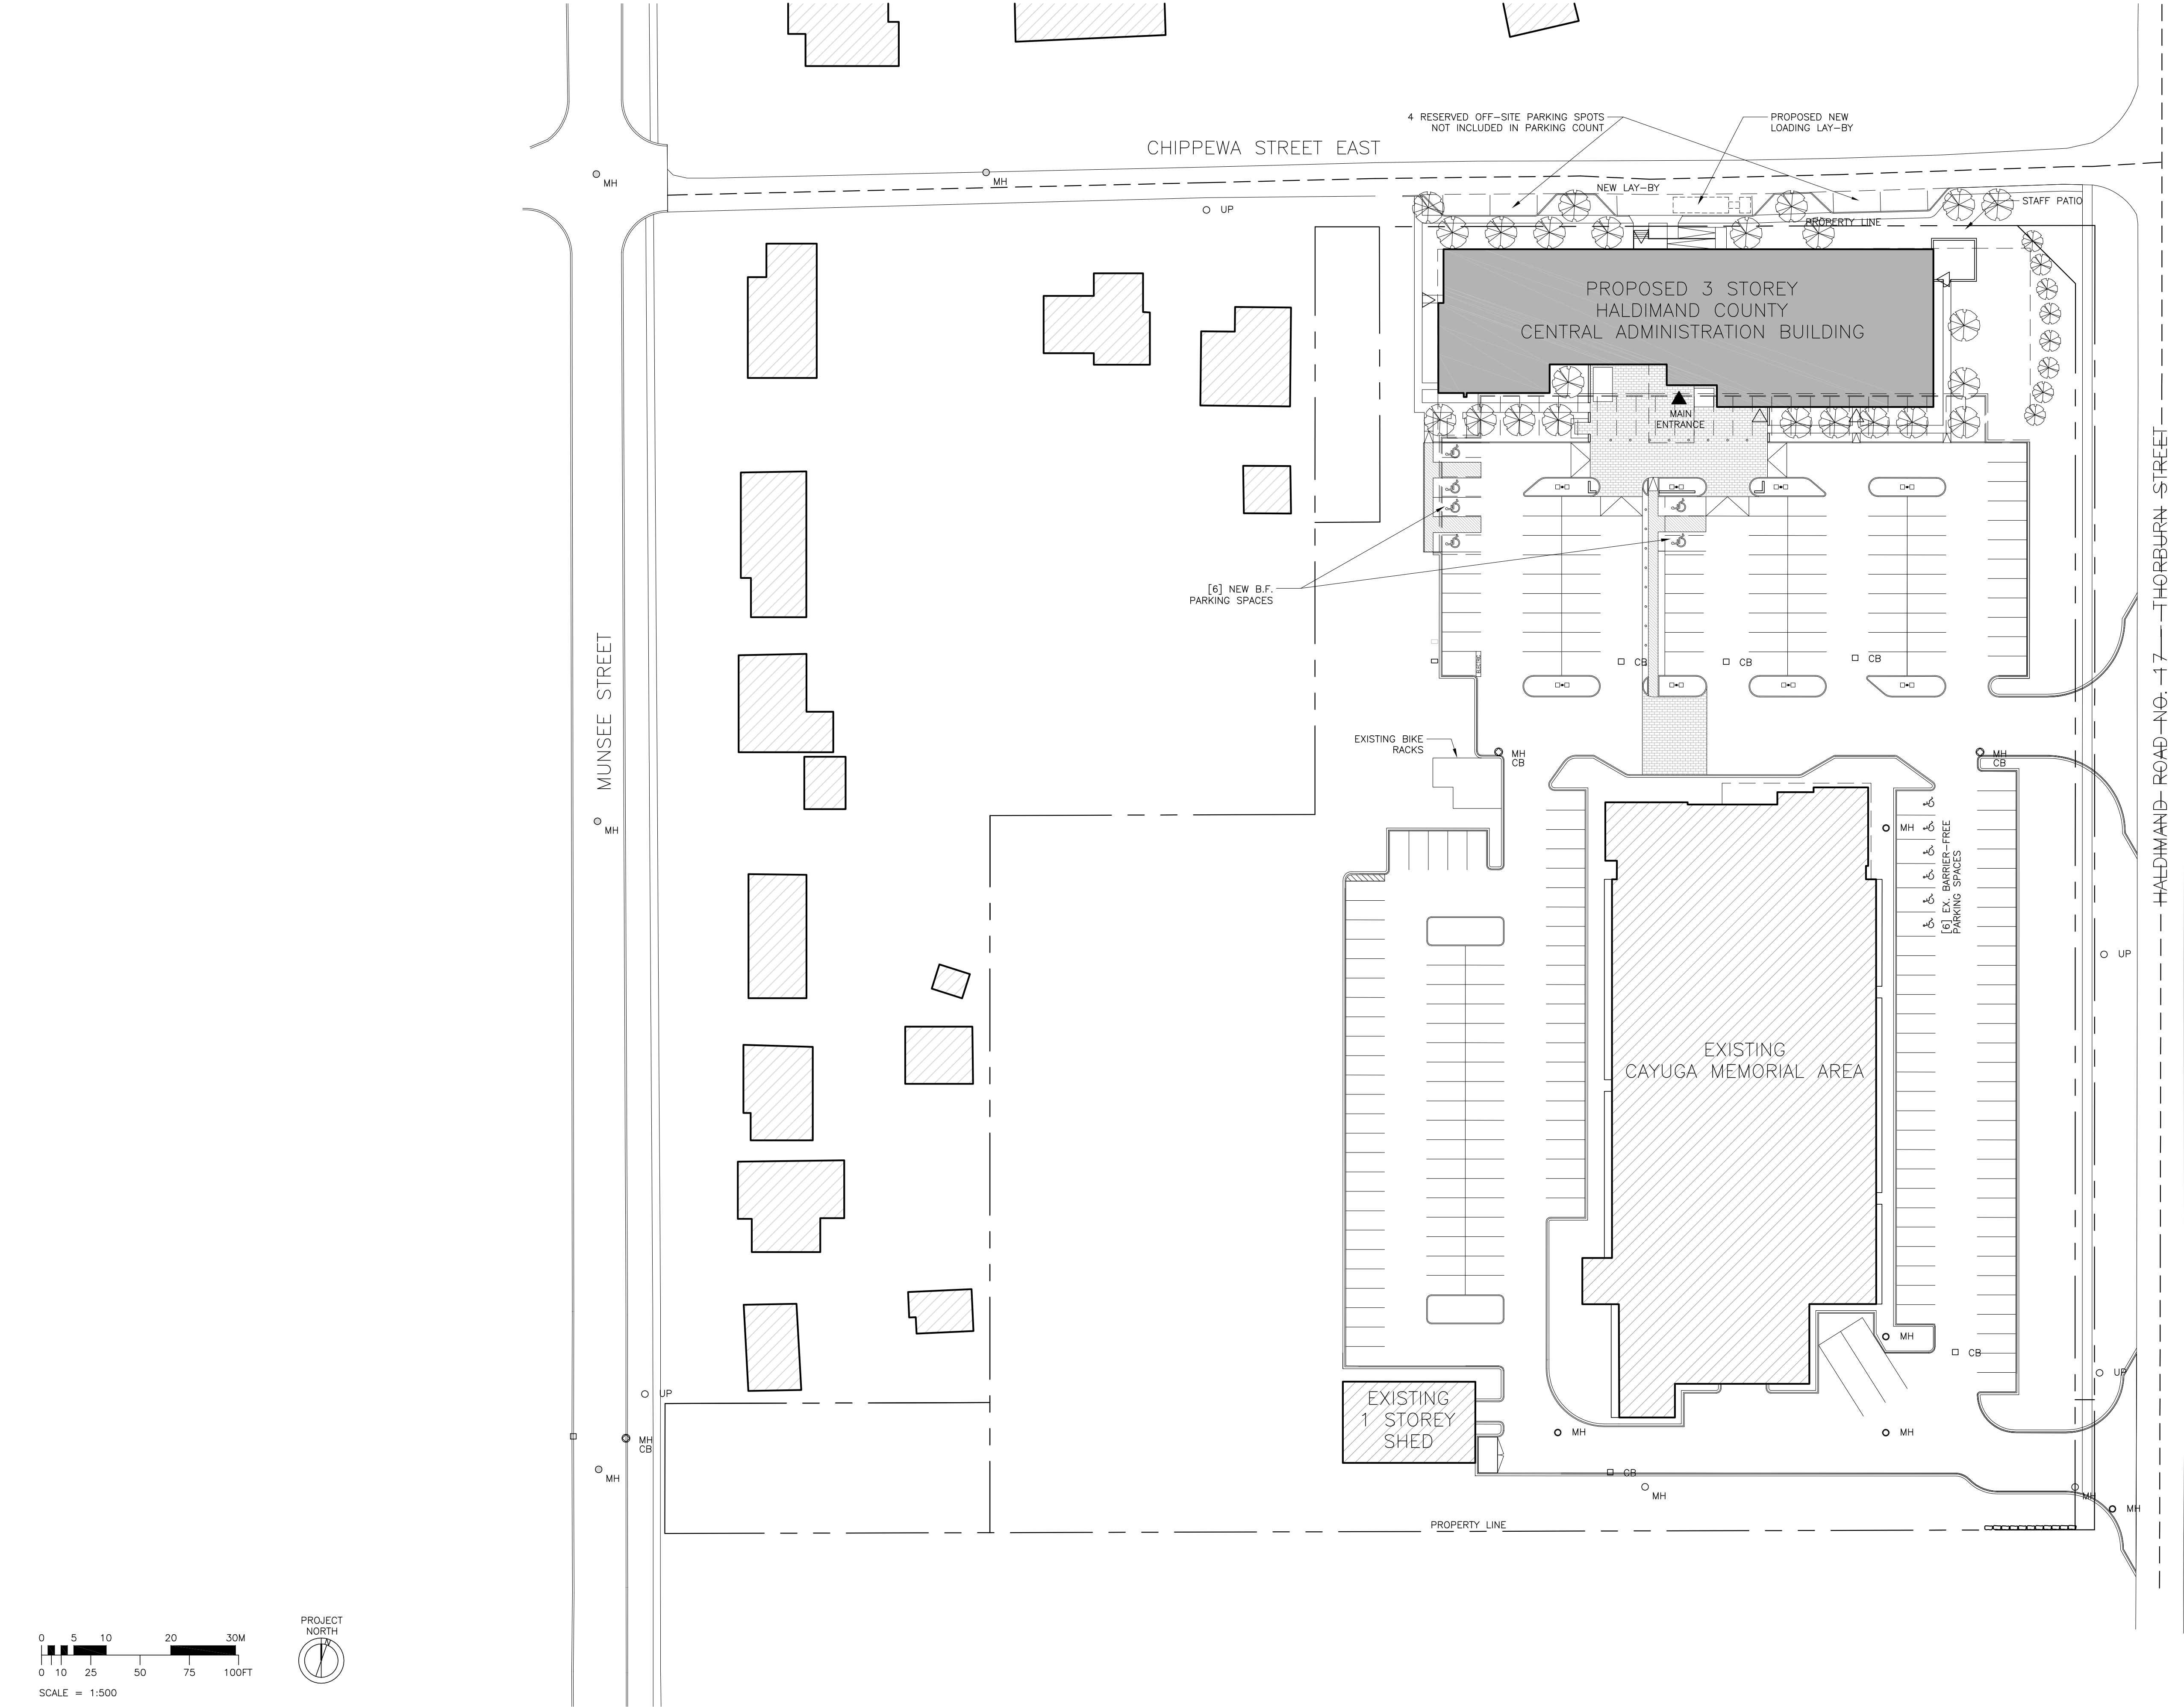 4 RESERVED OFF-SITE PARKING SPOTS
NOT INCLUDED IN PARKING COUNT
PROPOSED NEW
LOADING LAY-BY
CHIPPEWA STREET EAST
MH
MH
NEW LAY-BY
UP
STAFF PATIO
PROPERTY LINE
PROPOSED 3 STOREY
HALDIMAND COUNTY
CENTRAL ADMINISTRATION BUILDING
MAIN
ENTRANCE
[6] NEW B.F.
PARKING SPACES
HALDIMAND ROAD NO. 17 - THORBURN STREET
MUNSEE STREET
CB
CB
CB
ELECTRIC
EXISTING BIKE
RACKS
MH
CB
MH
CB
MH
MH
[6] EX. BARRIER-FREE
PARKING SPACES
UP
EXISTING
CAYUGA MEMORIAL AREA
MH
CB
UP
UP
EXISTING
1 STOREY
SHED
MH
CB
MH
MH
MH
CB
MH
MH
MH
PROPERTY LINE
PROJECT
NORTH
N
0 5 10 20 30M
0 10 25 50 75 100FT
SCALE = 1:500